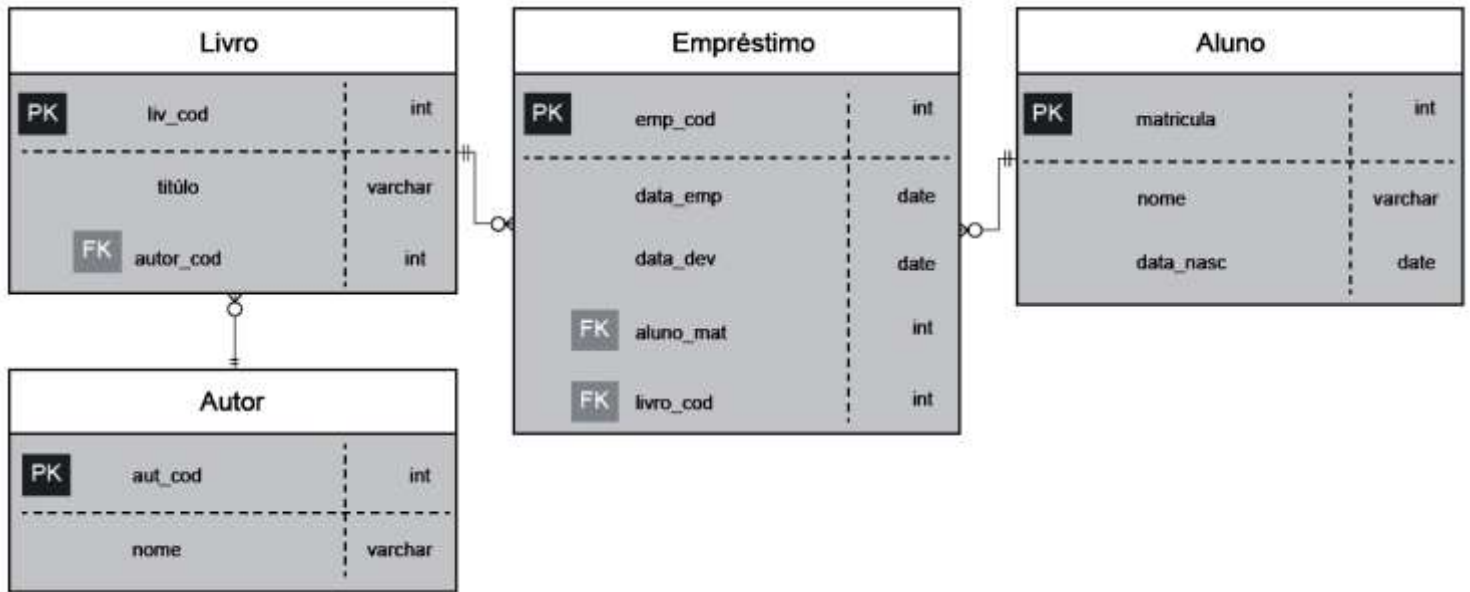 Livro
PK liv_cod int
titúlo varchar
FK autor_cod int
Empréstimo
PK emp_cod int
data_emp date
data_dev date
FK aluno_mat int
FK livro_cod int
Aluno
PK matricula int
nome varchar
data_nasc date
Autor
PK aut_cod int
nome varchar